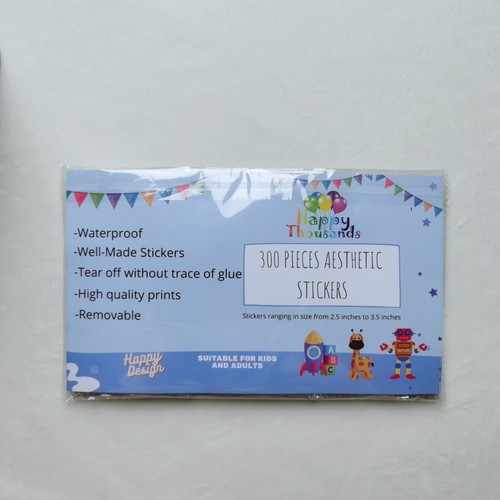 -Waterproof
-Well-Made Stickers
-Tear off without trace of glue
-High quality prints
-Removable
Happy
Design
SUITABLE FOR KIDS
AND ADULTS
Happy
Thousands
300 PIECES AESTHETIC
STICKERS
Stickers ranging in size from 2.5 inches to 3.5 inches
A
B
C